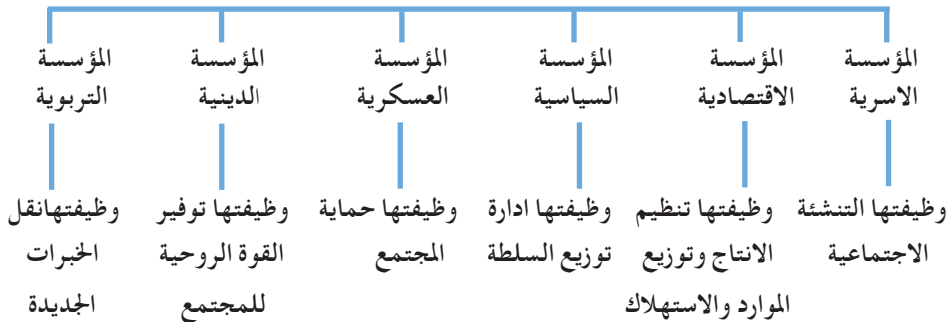 المؤسسة
الاسرية
المؤسسة
الاقتصادية
المؤسسة
السياسية
المؤسسة
العسكرية
المؤسسة
الدينية
المؤسسة
التربوية
وظيفتها التنشئة
الاجتماعية
وظيفتها تنظيم
الانتاج وتوزيع
الموارد والاستهلاك
وظيفتها ادارة
توزيع السلطة
وظيفتها حماية
المجتمع
وظيفتها توفير
القوة الروحية
للمجتمع
وظيفتهانقل
الخبرات
الجديدة